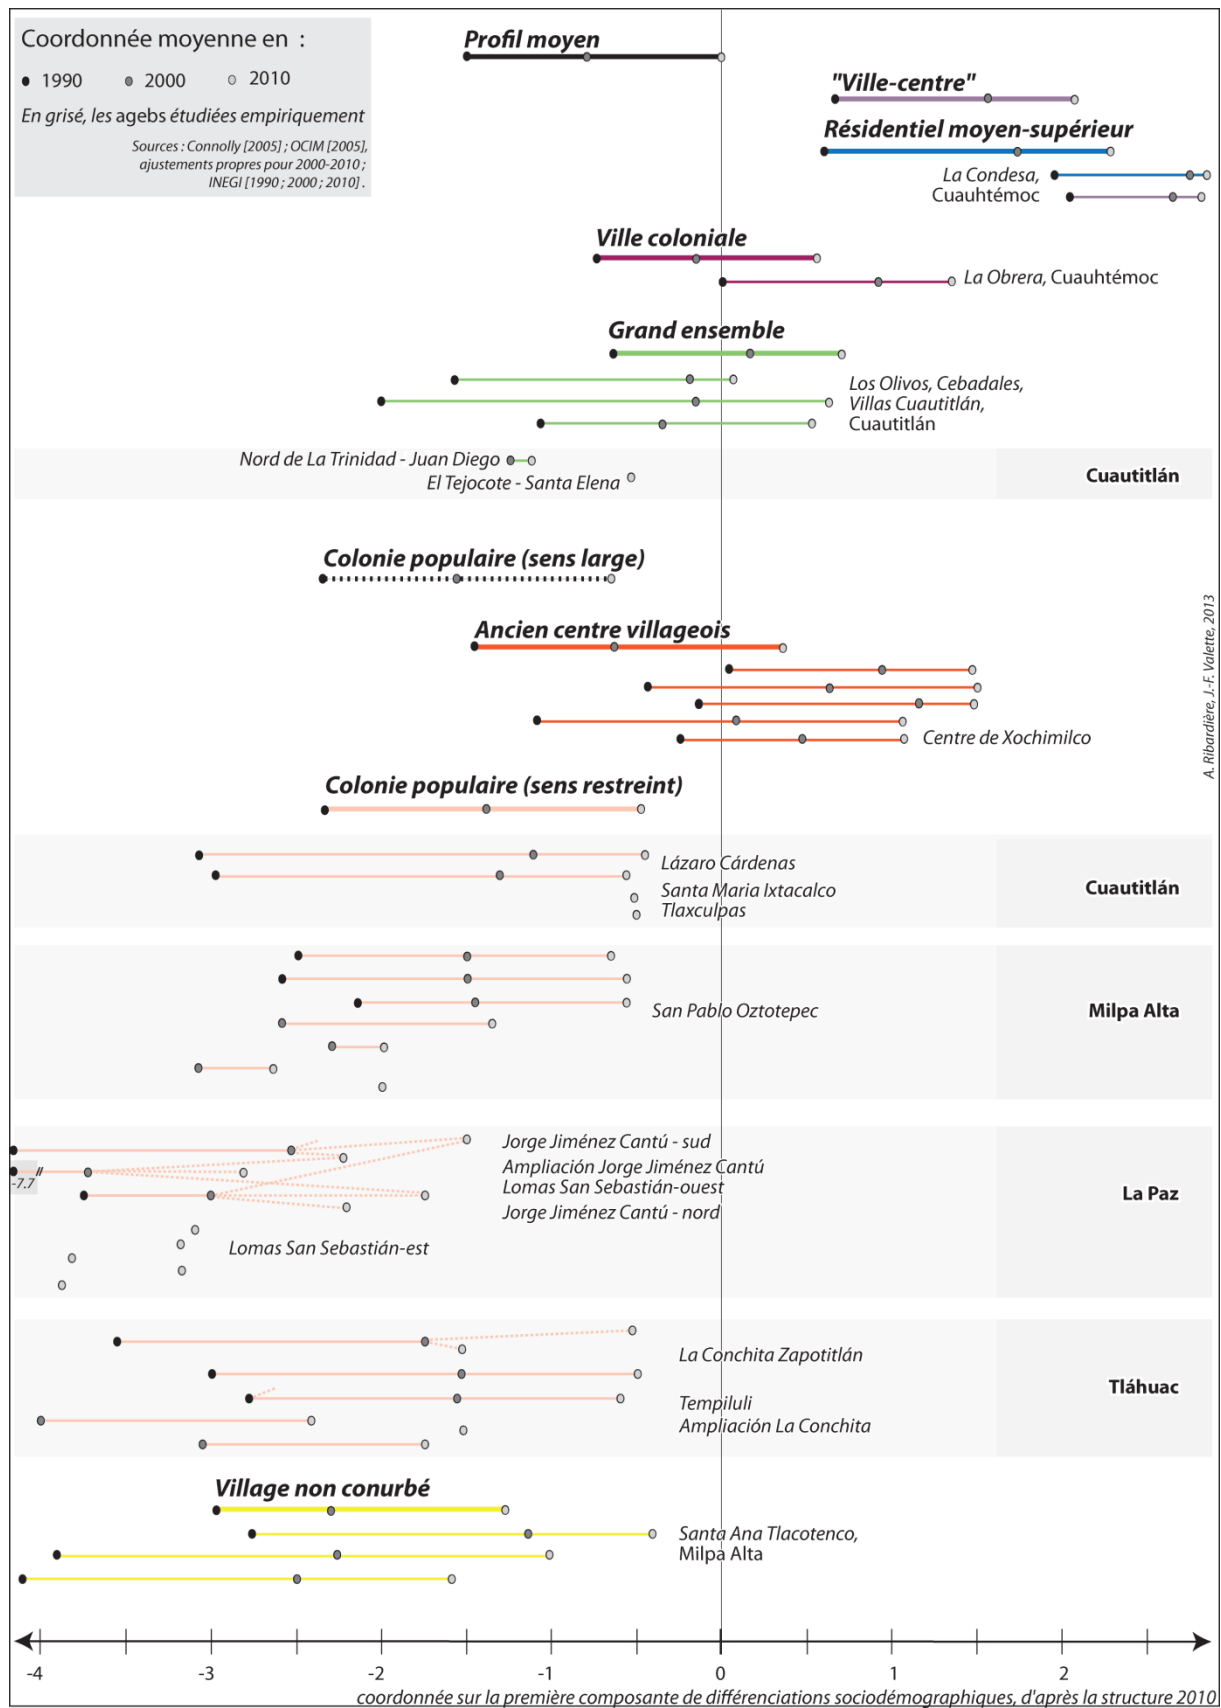 Coordonnée moyenne en :
1990 2000 2010
En grisé, les agebs étudiées empiriquement
Sources : Connolly [2005] ; OCIM [2005],
ajustements propres pour 2000-2010 ;
INEGI [1990 ; 2000 ; 2010] .
Profil moyen
"Ville-centre"
Résidentiel moyen-supérieur
La Condesa,
Cuauhtémoc
Ville coloniale
La Obrera, Cuauhtémoc
Grand ensemble
Los Olivos, Cebadales,
Villas Cuautitlán,
Cuautitlán
Nord de La Trinidad - Juan Diego
El Tejocote - Santa Elena
Cuautitlán
Colonie populaire (sens large)
Ancien centre villageois
Centre de Xochimilco
A. Ribardière, J.-F. Valette, 2013
Colonie populaire (sens restreint)
Lázaro Cárdenas
Santa Maria Ixtacalco
Tlaxculpas
Cuautitlán
San Pablo Oztotepec
Milpa Alta
Jorge Jiménez Cantú - sud
Ampliación Jorge Jiménez Cantú
Lomas San Sebastián-ouest
Jorge Jiménez Cantú - nord
-7.7 //
La Paz
Lomas San Sebastián-est
La Conchita Zapotitlán
Tempiluli
Ampliación La Conchita
Tláhuac
Village non conurbé
Santa Ana Tlacotenco,
Milpa Alta
-4 -3 -2 -1 0 1 2
coordonnée sur la première composante de différenciations sociodémographiques, d'après la structure 2010